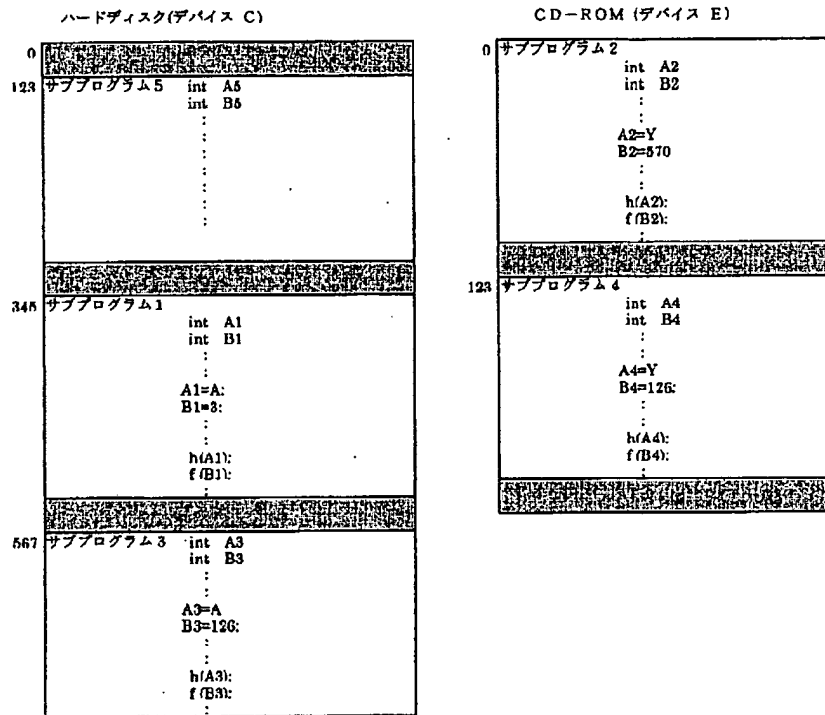 ハードディスク(デバイス C)
0
123 サブプログラム5 int A5
int B5
345 サブプログラム1
int A1
int B1
A1=A:
B1=3:
h(A1):
f(B1):
567 サブプログラム3 int A3
int B3
A3=A
B3=126:
h(A3):
f(B3):
CD-ROM (デバイス E)
0 サブプログラム2
int A2
int B2
A2=Y
B2=570
h(A2):
f(B2):
123 サブプログラム4
int A4
int B4
A4=Y
B4=126:
h(A4):
f(B4):